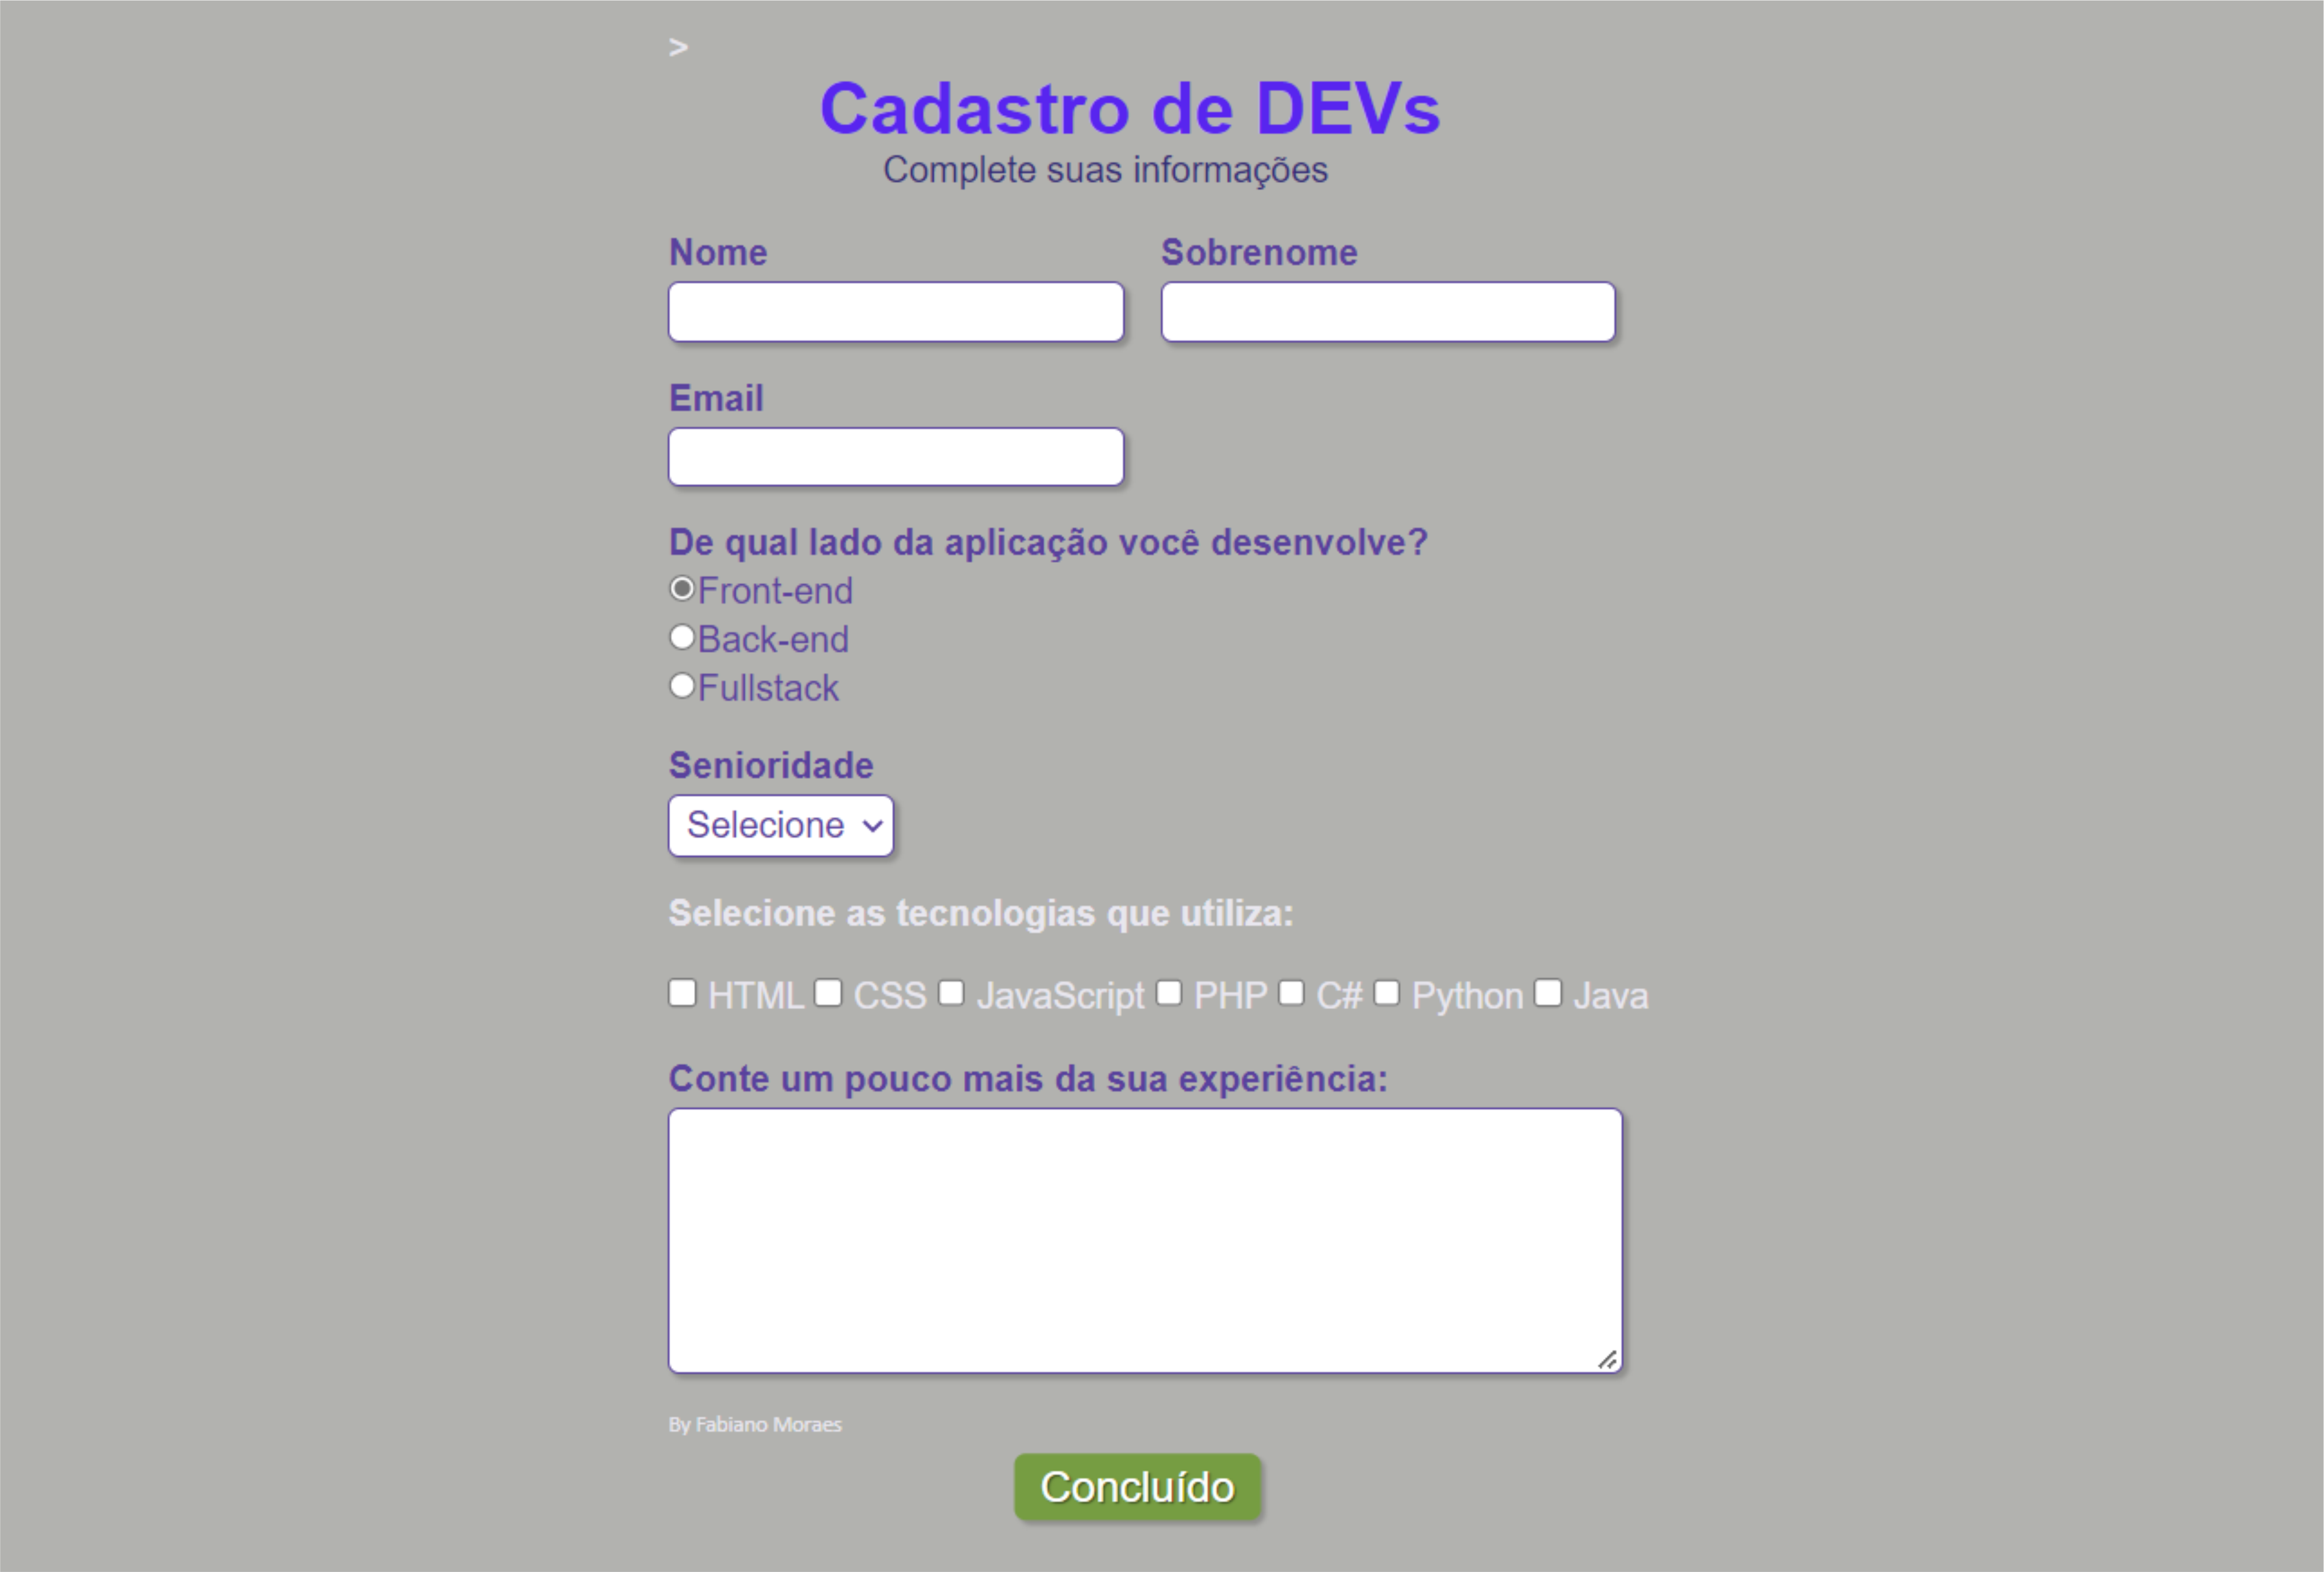 >
Cadastro de DEVs
Complete suas informações
Nome Sobrenome
Email
De qual lado da aplicação você desenvolve?
Front-end
Back-end
Fullstack
Senioridade
Selecione
Selecione as tecnologias que utiliza:
HTML CSS JavaScript PHP C# Python Java
Conte um pouco mais da sua experiência:
By Fabiano Moraes
Concluído